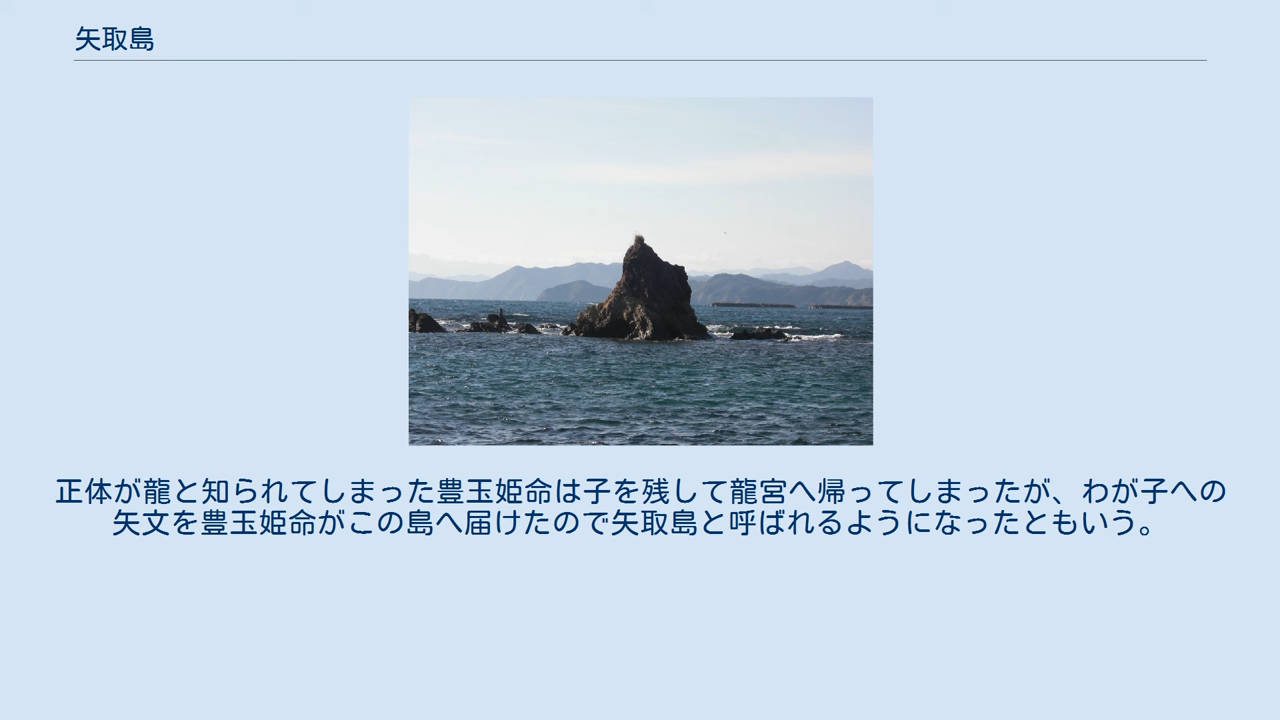 矢取島
正体が龍と知られてしまった豊玉姫命は子を残して龍宮へ帰ってしまったが、わが子への
矢文を豊玉姫命がこの島へ届けたので矢取島と呼ばれるようになったともいう。